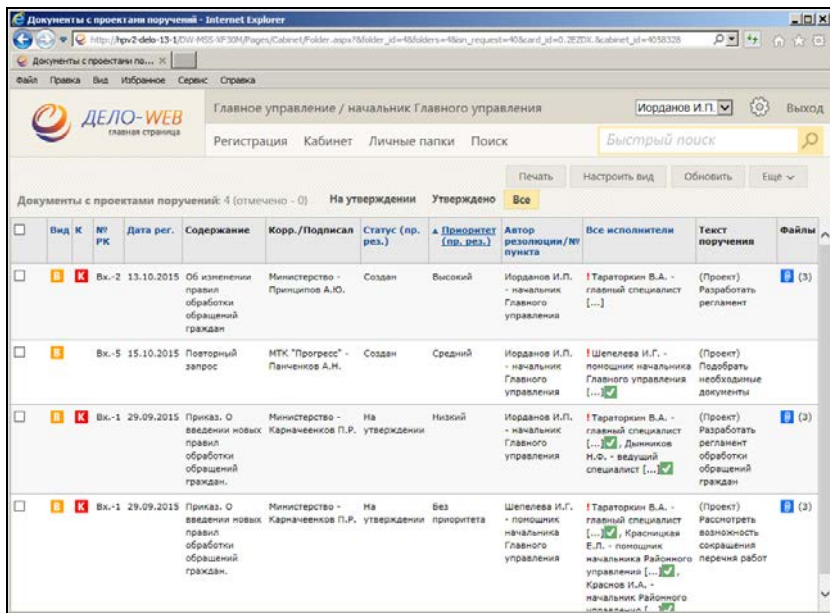 Документы с проектами поручений - Internet Explorer
http://hpv2-delo-13-1/DW-MSS-XF30M/Pages/Cabinet/Folder.aspx?&folder_id=4&folders=4&isn_request=40&card_id=0.2EZDX.&cabinet_id=4058328
Документы с проектами по...
Файл Правка Вид Избранное Сервис Справка
ДЕЛО-WEB
главная страница
Главное управление / начальник Главного управления
Иорданов И.П.
Выход
Регистрация Кабинет Личные папки Поиск
Быстрый поиск
Печать Настроить вид Обновить Еще
Документы с проектами поручений: 4 (отмечено - 0) На утверждении Утверждено Все
Вид К № РК Дата рег. Содержание Корр./Подписал Статус (пр. рез.) Приоритет (пр. рез.) Автор резолюции/№ пункта Все исполнители Текст поручения Файлы
В К Вх.-2 13.10.2015 Об изменении Министерство - Создан Высокий Иорданов И.П. !Тараторкин В.А. - (Проект) (3)
правил Принципов А.Ю. - начальник главный специалист Разработать
обработки Главного [...] регламент
обращений управления
граждан
В Вх.-5 15.10.2015 Повторный МТК "Прогресс" - Создан Средний Иорданов И.П. !Шепелева И.Г. - (Проект)
запрос Панченков А.Н. - начальник помощник начальника Подобрать
Главного Главного управления необходимые
управления [...] документы
В К Вх.-1 29.09.2015 Приказ. О Министерство - На Низкий Иорданов И.П. !Тараторкин В.А. - (Проект) (3)
введении новых Карначеенков П.Р. утверждении - начальник главный специалист Разработать
правил Главного [...] , Дынников регламент
обработки управления Н.Ф. - ведущий обработки
обращений специалист [...] обращений
граждан. граждан
В К Вх.-1 29.09.2015 Приказ. О Министерство - На Без Шепелева И.Г. !Тараторкин В.А. - (Проект) (3)
введении новых Карначеенков П.Р. утверждении приоритета - помощник главный специалист Рассмотреть
правил начальника [...] , Красницкая возможность
обработки Главного Е.Л. - помощник сокращения
обращений управления начальника Районного перечня работ
граждан. управления [...] ,
Краснов И.А. -
начальник Районного
управления [...]